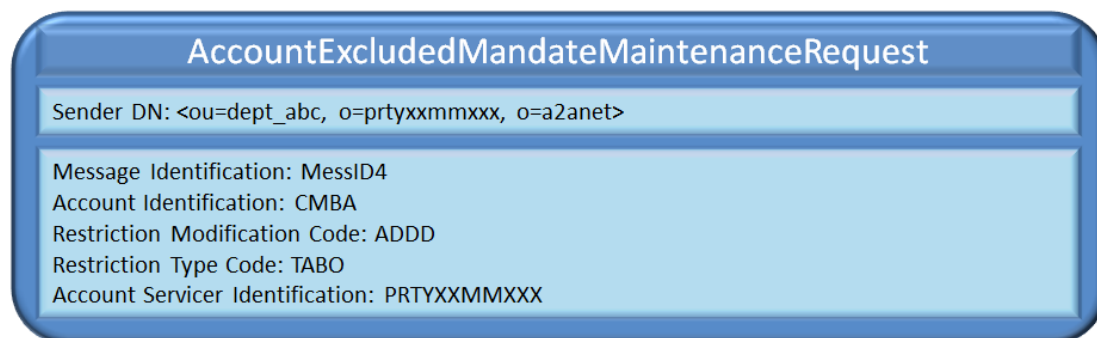 AccountExcludedMandateMaintenanceRequest
Sender DN: <ou=dept_abc, o=prtyxxmmxxx, o=a2anet>
Message Identification: MessID4
Account Identification: CMBA
Restriction Modification Code: ADDD
Restriction Type Code: TABO
Account Servicer Identification: PRTYXXMMXXX